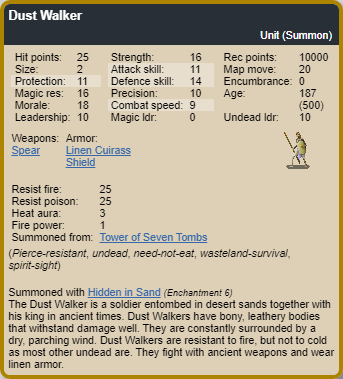 Dust Walker
Unit (Summon)
Hit points: 25 Strength: 16 Rec points: 10000
Size: 2 Attack skill: 11 Map move: 20
Protection: 11 Defence skill: 14 Encumbrance: 0
Magic res: 16 Precision: 10 Age: 187
Morale: 18 Combat speed: 9 (500)
Leadership: 10 Magic ldr: 0 Undead ldr: 10
Weapons: Armor:
Spear Linen Cuirass
Shield
Resist fire: 25
Resist poison: 25
Heat aura: 3
Fire power: 1
Summoned from: Tower of Seven Tombs
(Pierce-resistant, undead, need-not-eat, wasteland-survival,
spirit-sight)
Summoned with Hidden in Sand (Enchantment 6)
The Dust Walker is a soldier entombed in desert sands together with
his king in ancient times. Dust Walkers have bony, leathery bodies
that withstand damage well. They are constantly surrounded by a
dry, parching wind. Dust Walkers are resistant to fire, but not to cold
as most other undead are. They fight with ancient weapons and wear
linen armor.